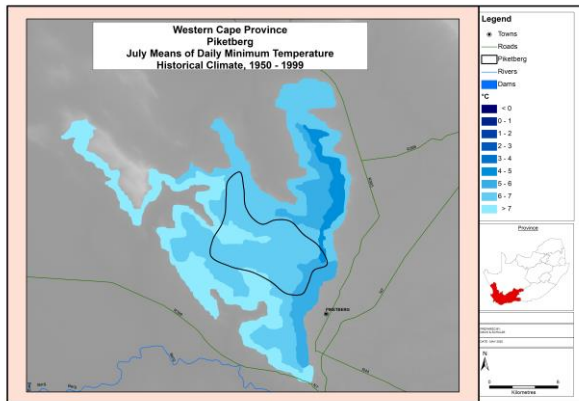 Western Cape Province
Piketberg
July Means of Daily Minimum Temperature
Historical Climate, 1950 - 1999
PIKETBERG
Legend
Towns
Roads
Piketberg
Rivers
Dams
°C
< 0
0 - 1
1 - 2
2 - 3
3 - 4
4 - 5
5 - 6
6 - 7
> 7
Province
N
Kilometres